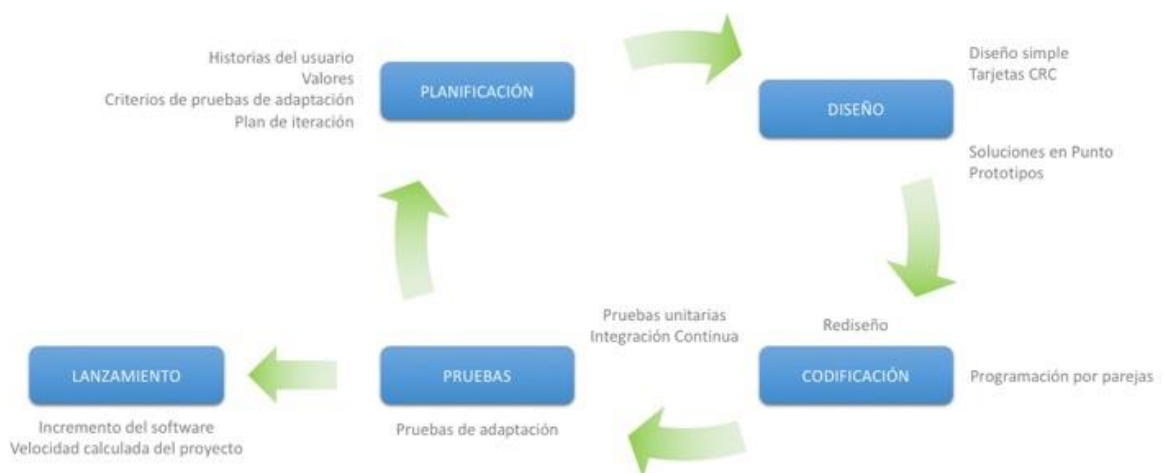 Historias del usuario
Valores
Criterios de pruebas de adaptación
Plan de iteración
PLANIFICACIÓN
Diseño simple
Tarjetas CRC
DISEÑO
Soluciones en Punto
Prototipos
Pruebas unitarias
Integración Continua
Rediseño
LANZAMIENTO
PRUEBAS
CODIFICACIÓN
Programación por parejas
Incremento del software
Velocidad calculada del proyecto
Pruebas de adaptación